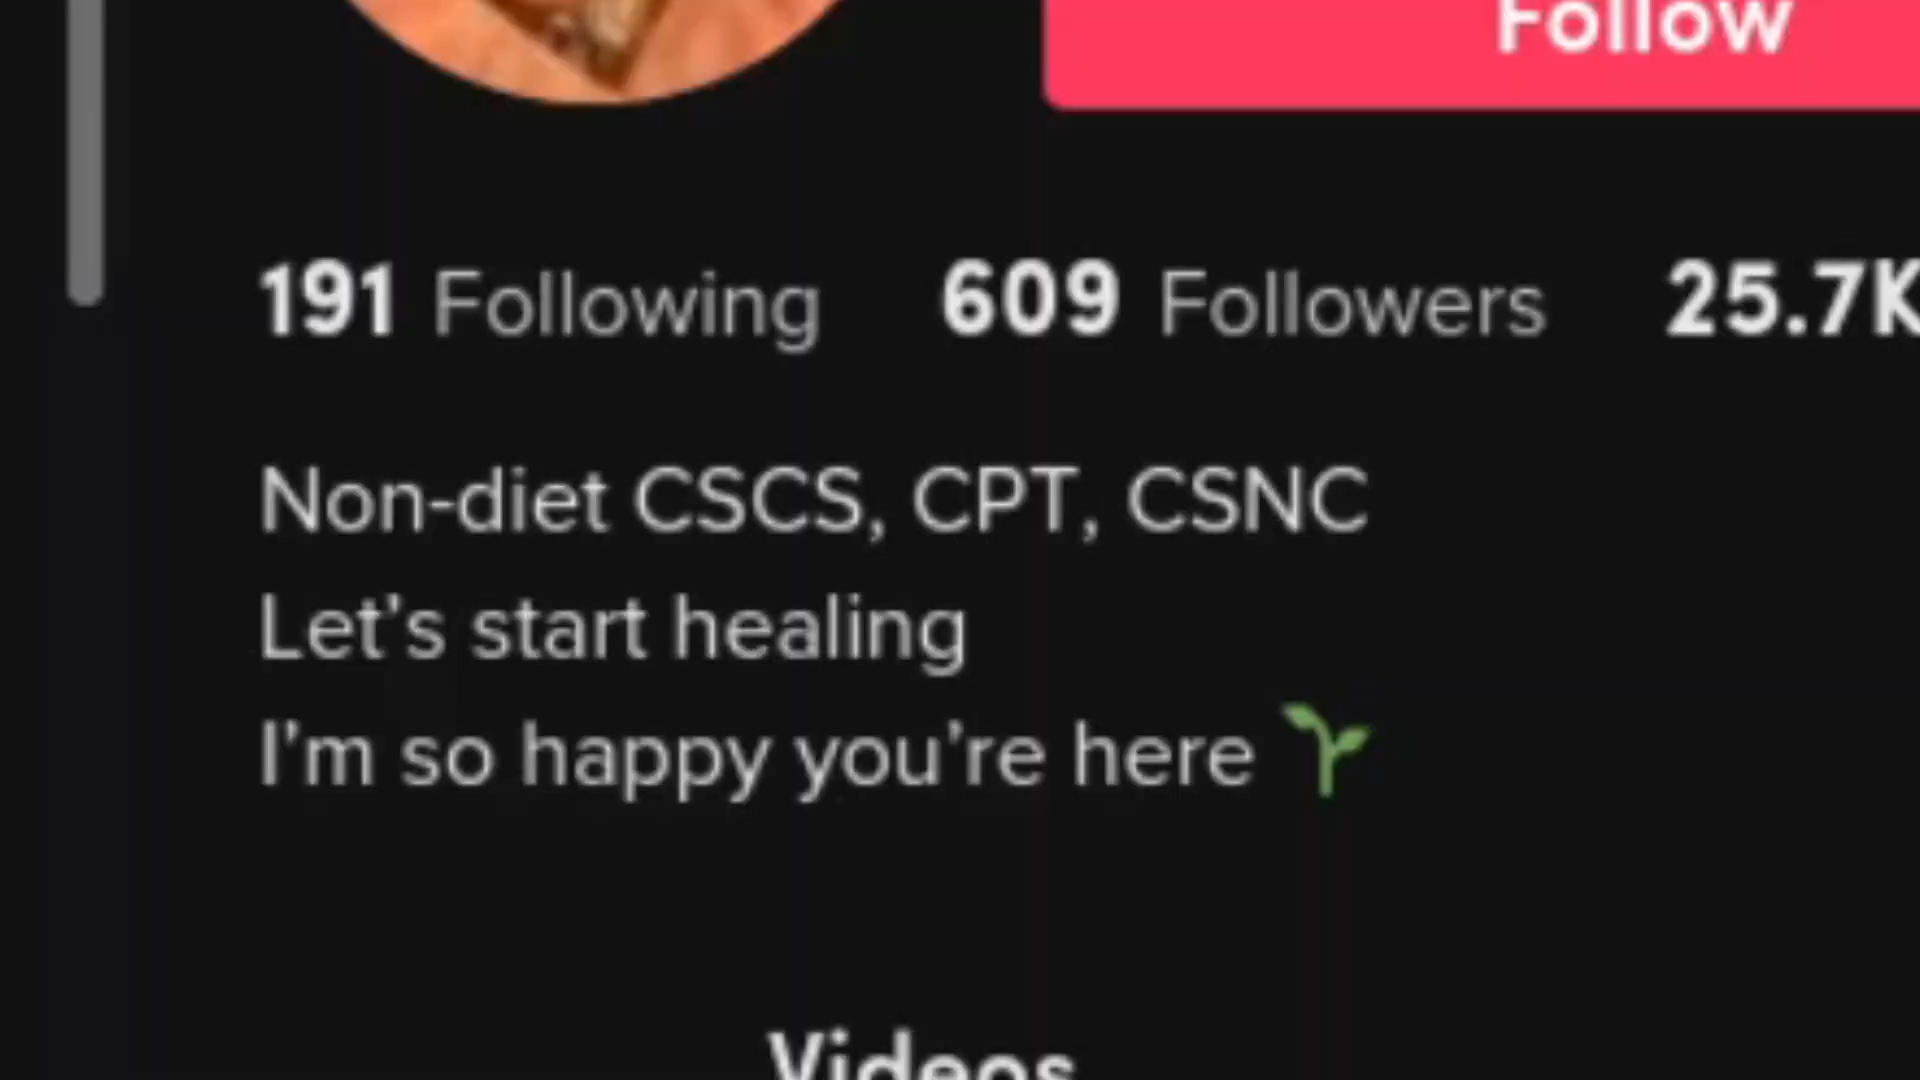 Follow
191 Following 609 Followers 25.7K
Non-diet CSCS, CPT, CSNC
Let's start healing
I'm so happy you're here 🌱
Videos